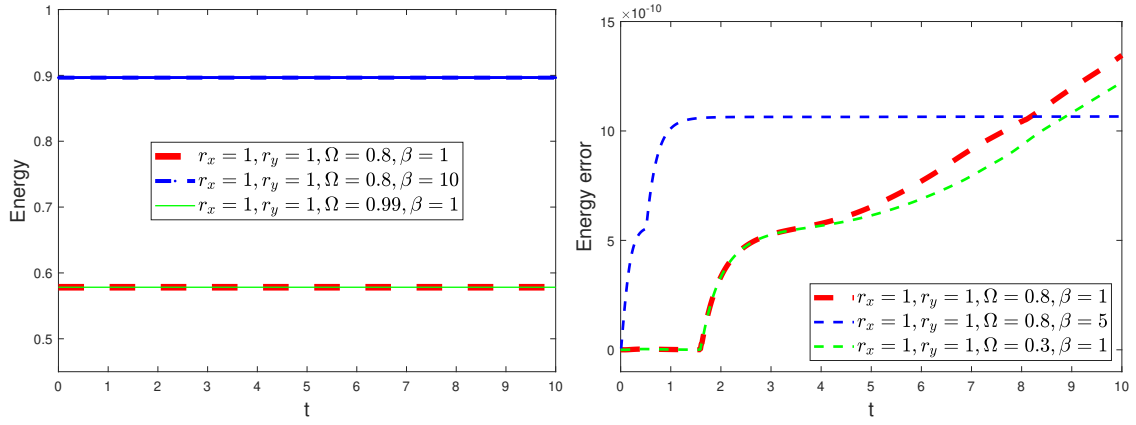 1
0.9
0.8
0.7
0.6
0.5
Energy
r_x = 1, r_y = 1, Ω = 0.8, β = 1
r_x = 1, r_y = 1, Ω = 0.8, β = 10
r_x = 1, r_y = 1, Ω = 0.99, β = 1
0 1 2 3 4 5 6 7 8 9 10
t
×10^-10
15
10
5
0
Energy error
r_x = 1, r_y = 1, Ω = 0.8, β = 1
r_x = 1, r_y = 1, Ω = 0.8, β = 5
r_x = 1, r_y = 1, Ω = 0.3, β = 1
0 1 2 3 4 5 6 7 8 9 10
t